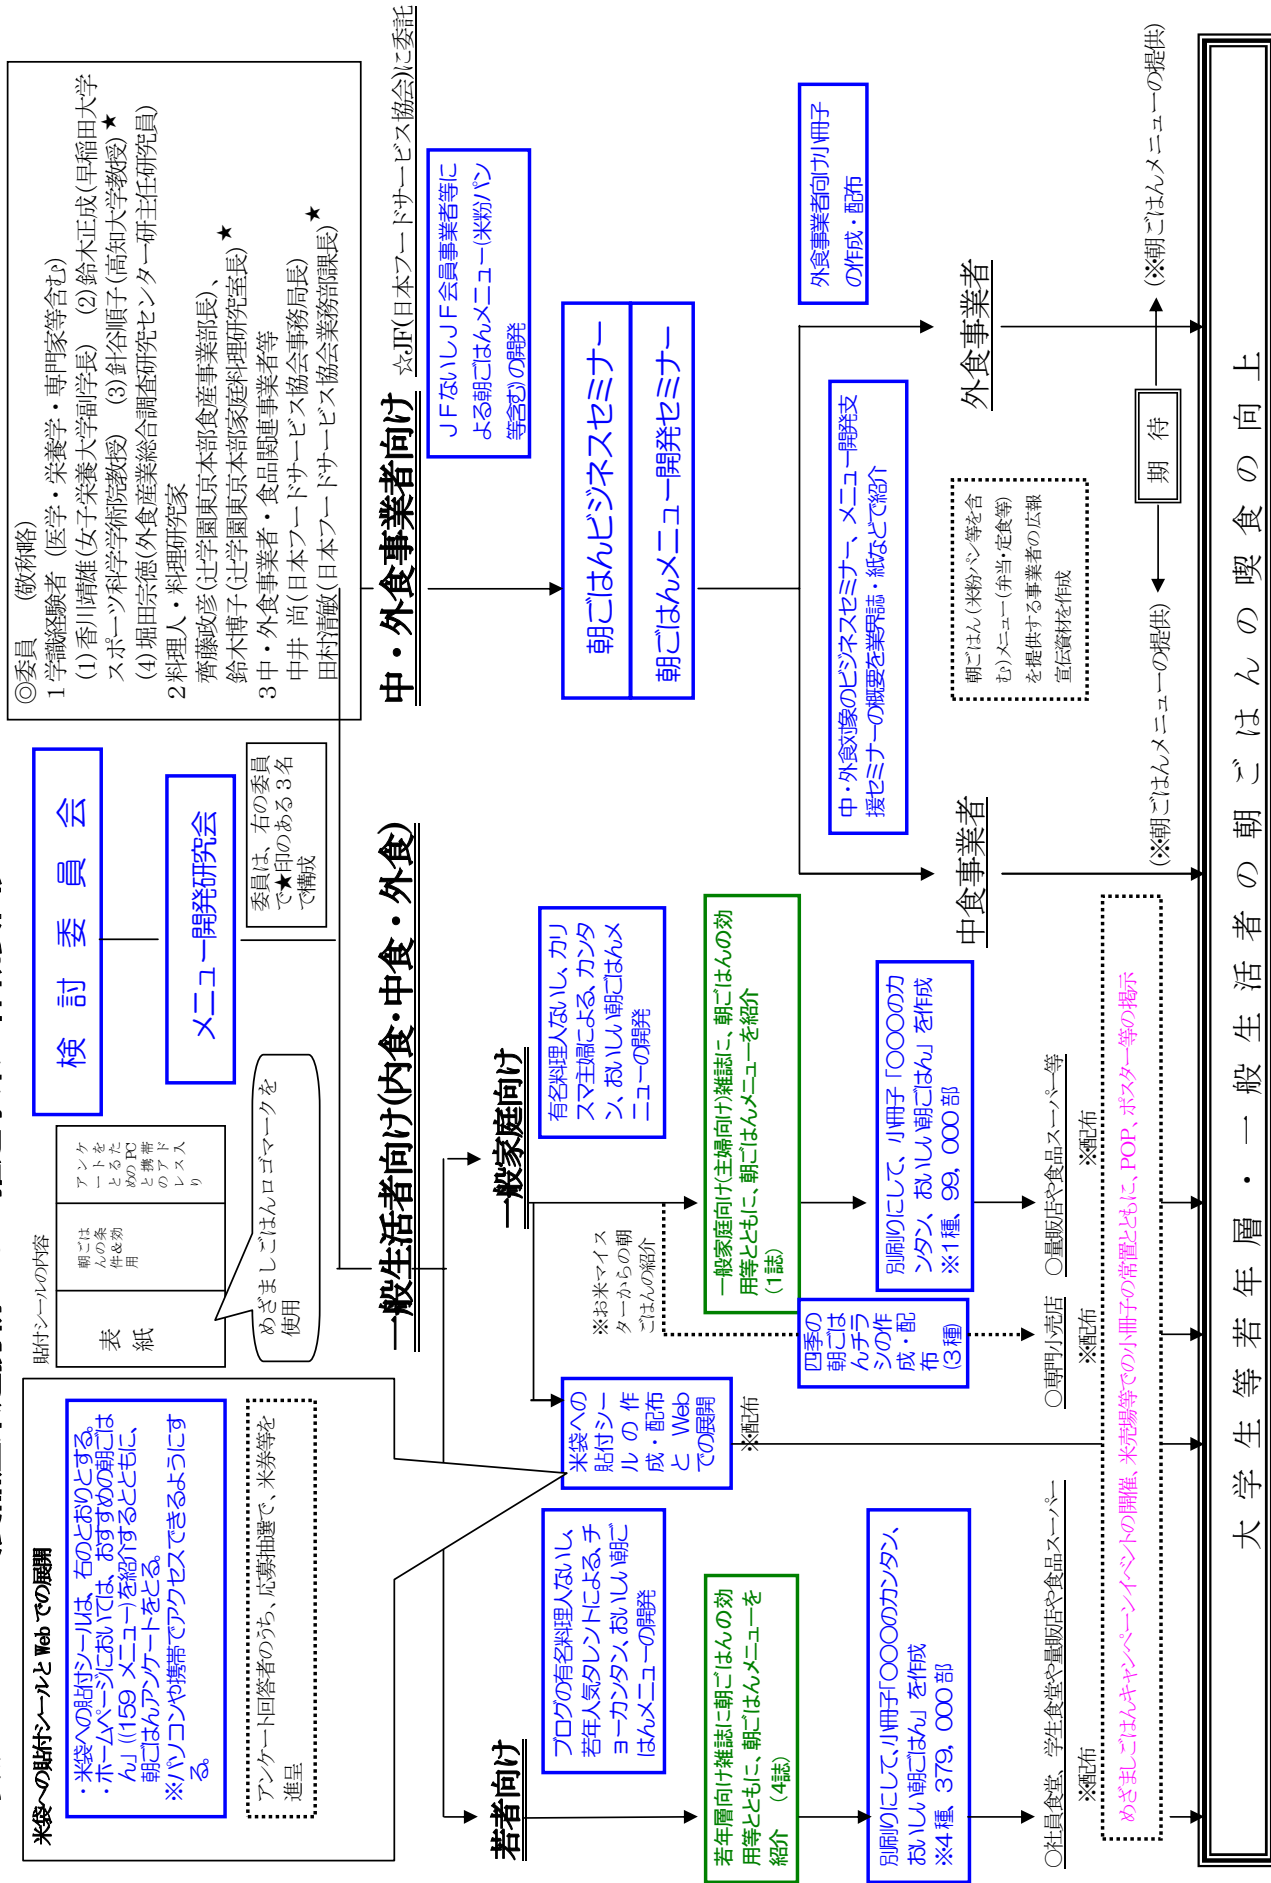 検討委員会
メニュー開発研究会
委員は、右の委員
で★印のある３名
で構成
◎委員　　（敬称略）
１学識経験者　（医学・栄養学・専門家等含む）
(1)香川靖雄（女子栄養大学副学長）　(2)鈴木正成（早稲田大学
スポーツ科学学術院教授）　(3)針谷順子（高知大学教授）★
(4)堀田宗徳（外食産業総合調査研究センター研主任研究員）
２料理人・料理研究家
齊藤政彦（辻学園東京本部食産事業部長）、
鈴木博子（辻学園東京本部家庭料理研究室長）★
３中・外食事業者・食品関連事業者等
中井 尚（日本フードサービス協会事務局長）
田村清敏（日本フードサービス協会業務部課長）★
貼付シールの内容
表
紙
朝ごは
んの条
件&効
用
アンケ
ートを
とるた
めのPC
と携帯
のアド
レス入
り
めざましごはんロゴマークを
使用
米袋への貼付シールと Web での展開
・米袋への貼付シールは、右のとおりとする。
・ホームページにおいては、おすすめの朝ごは
ん」((159 メニュー)を紹介するとともに、
朝ごはんアンケートをとる。
※パソコンや携帯でアクセスできるようにす
る。
アンケート回答者のうち、応募抽選で、米券等を
進呈
一般生活者向け(内食・中食・外食)
中・外食事業者向け
☆JF(日本フードサービス協会)に委託
若者向け
ブログの有名料理人ないし、
若年人気タレントによる、チ
ョーカンタン、おいしい朝ご
はんメニューの開発
若年層向け雑誌に朝ごはんの効
用等とともに、朝ごはんメニューを
紹介　（4誌）
別刷りにして、小冊子「○○○のカンタン、
おいしい朝ごはん」を作成
※4 種、379，000 部
○社員食堂、学生食堂や量販店や食品スーパー
※配布
米袋への
貼付シー
ルの作
成・配布
と Web
での展開
※配布
一般家庭向け
有名料理人ないし、カリ
スマ主婦による、カンタ
ン、おいしい朝ごはんメ
ニューの開発
※お米マイス
ターからの朝
ごはんの紹介
一般家庭向け(主婦向け)雑誌に、朝ごはんの効
用等とともに、朝ごはんメニューを紹介
（1誌）
四季の
朝ごは
んチラ
シの作
成・配
布
(3種)
○専門小売店
※配布
別刷りにして、小冊子「○○○のカ
ンタン、おいしい朝ごはん」を作成
※1 種、99，000 部
○量販店や食品スーパー等
※配布
めざましごはんキャンペーンイベントの開催、米売場等での小冊子の常置とともに、POP、ポスター等の掲示
ＪＦないしＪＦ会員事業者等に
よる朝ごはんメニュー（米粉パン
等含む)の開発
朝ごはんビジネスセミナー
朝ごはんメニュー開発セミナー
中・外食対象のビジネスセミナー、メニュー開発支
援セミナーの概要を業界誌・紙などで紹介
外食事業者向け小冊子
の作成・配布
中食事業者
外食事業者
朝ごはん（米粉パン等を含
む）メニュー（弁当・定食等）
を提供する事業者の広報
宣伝資材を作成
（※朝ごはんメニューの提供）
期 待
（※朝ごはんメニューの提供）
大学生等若年層・一般生活者の朝ごはんの喫食の向上